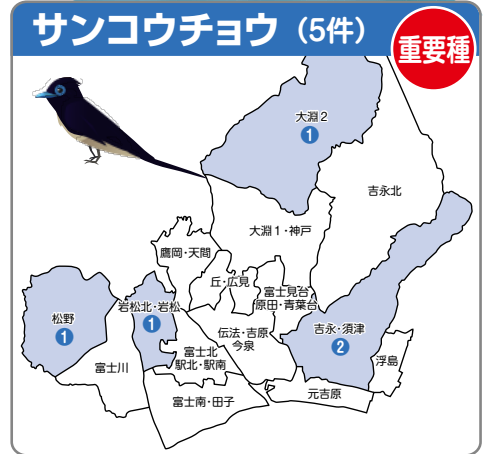 サンコウチョウ（5件）
重要種
大淵２
1
吉永北
大淵１・神戸
鷹岡・天間
丘・広見
富士見台
原田・青葉台
松野
1
岩松北・岩松
1
伝法・吉原
今泉
吉永・須津
2
富士川
富士北
駅北・駅南
浮島
富士南・田子
元吉原